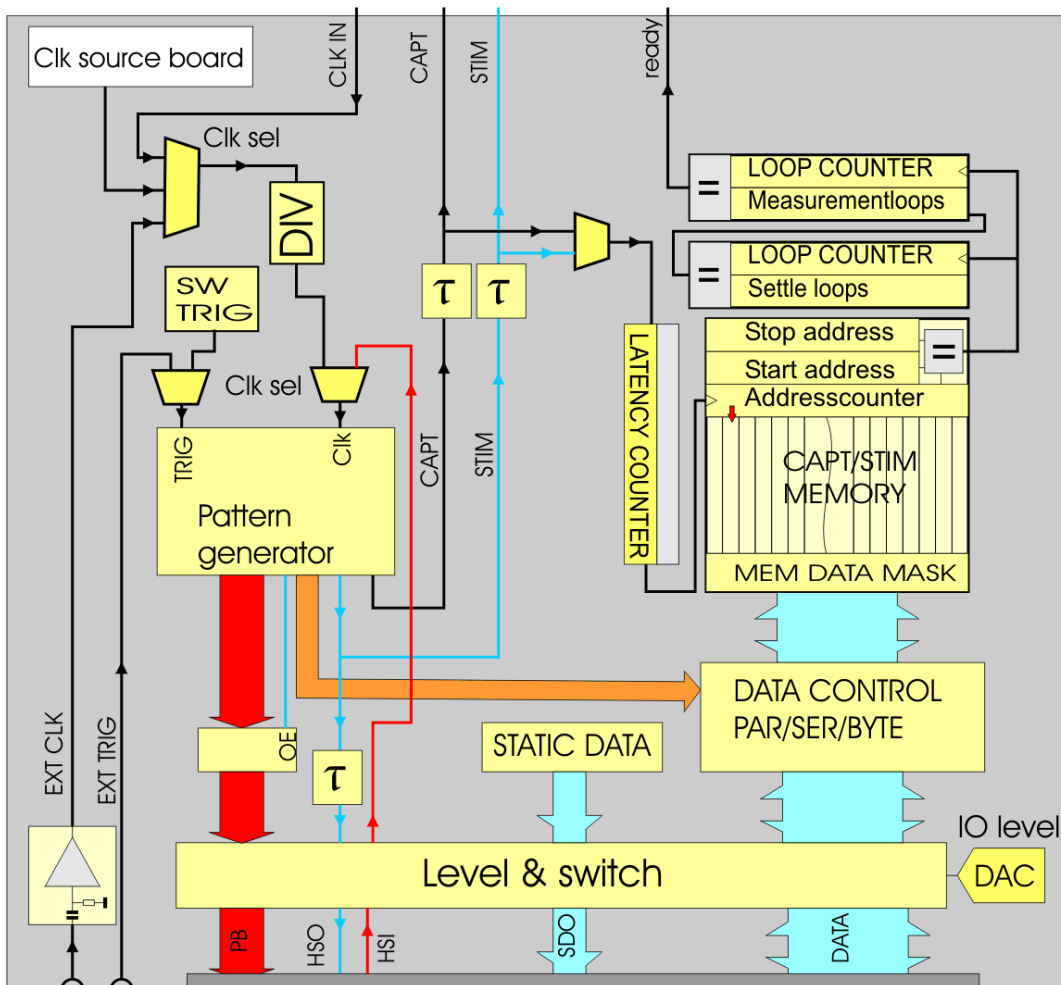 Clk source board
CLK IN
CAPT
STIM
ready
Clk sel
DIV
SW
TRIG
τ
τ
=
LOOP COUNTER
Measurementloops
=
LOOP COUNTER
Settle loops
Stop address
=
Start address
Addresscounter
CAPT/STIM
MEMORY
MEM DATA MASK
LATENCY COUNTER
Clk sel
TRIG
Clk
CAPT
STIM
Pattern
generator
EXT CLK
EXT TRIG
OE
τ
STATIC DATA
DATA CONTROL
PAR/SER/BYTE
IO level
DAC
Level & switch
PB
HSO
HSI
SDO
DATA